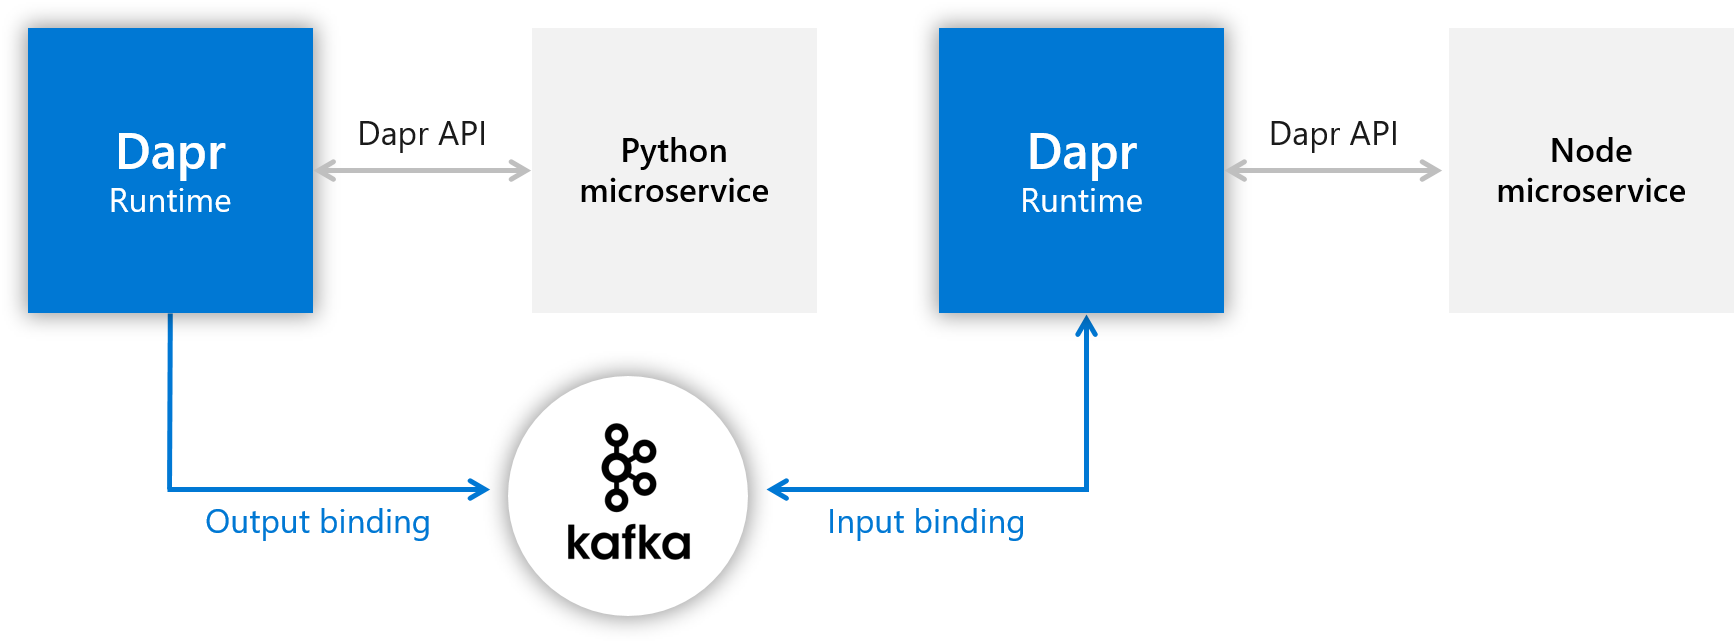 Dapr
Runtime
Dapr API
Python
microservice
Dapr
Runtime
Dapr API
Node
microservice
Output binding
kafka
Input binding